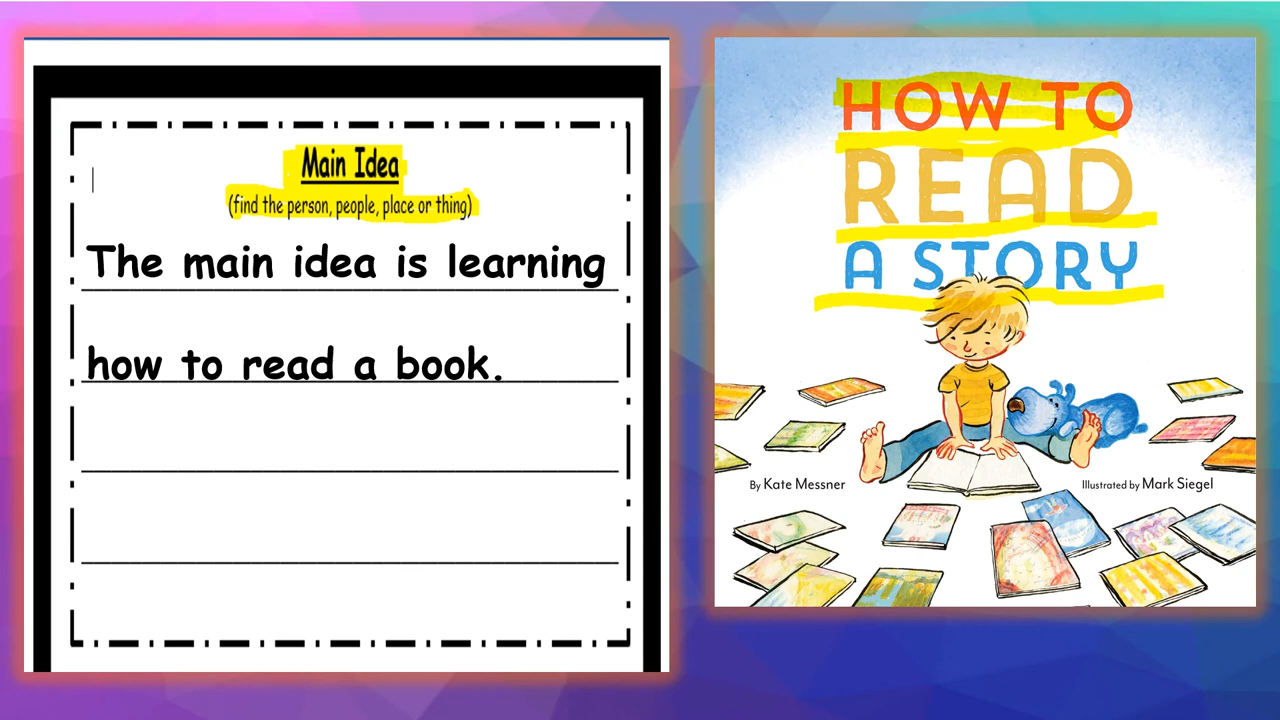 Main Idea
(find the person, people, place or thing)
The main idea is learning
how to read a book.
HOW TO
READ
A STORY
By Kate Messner
Illustrated by Mark Siegel